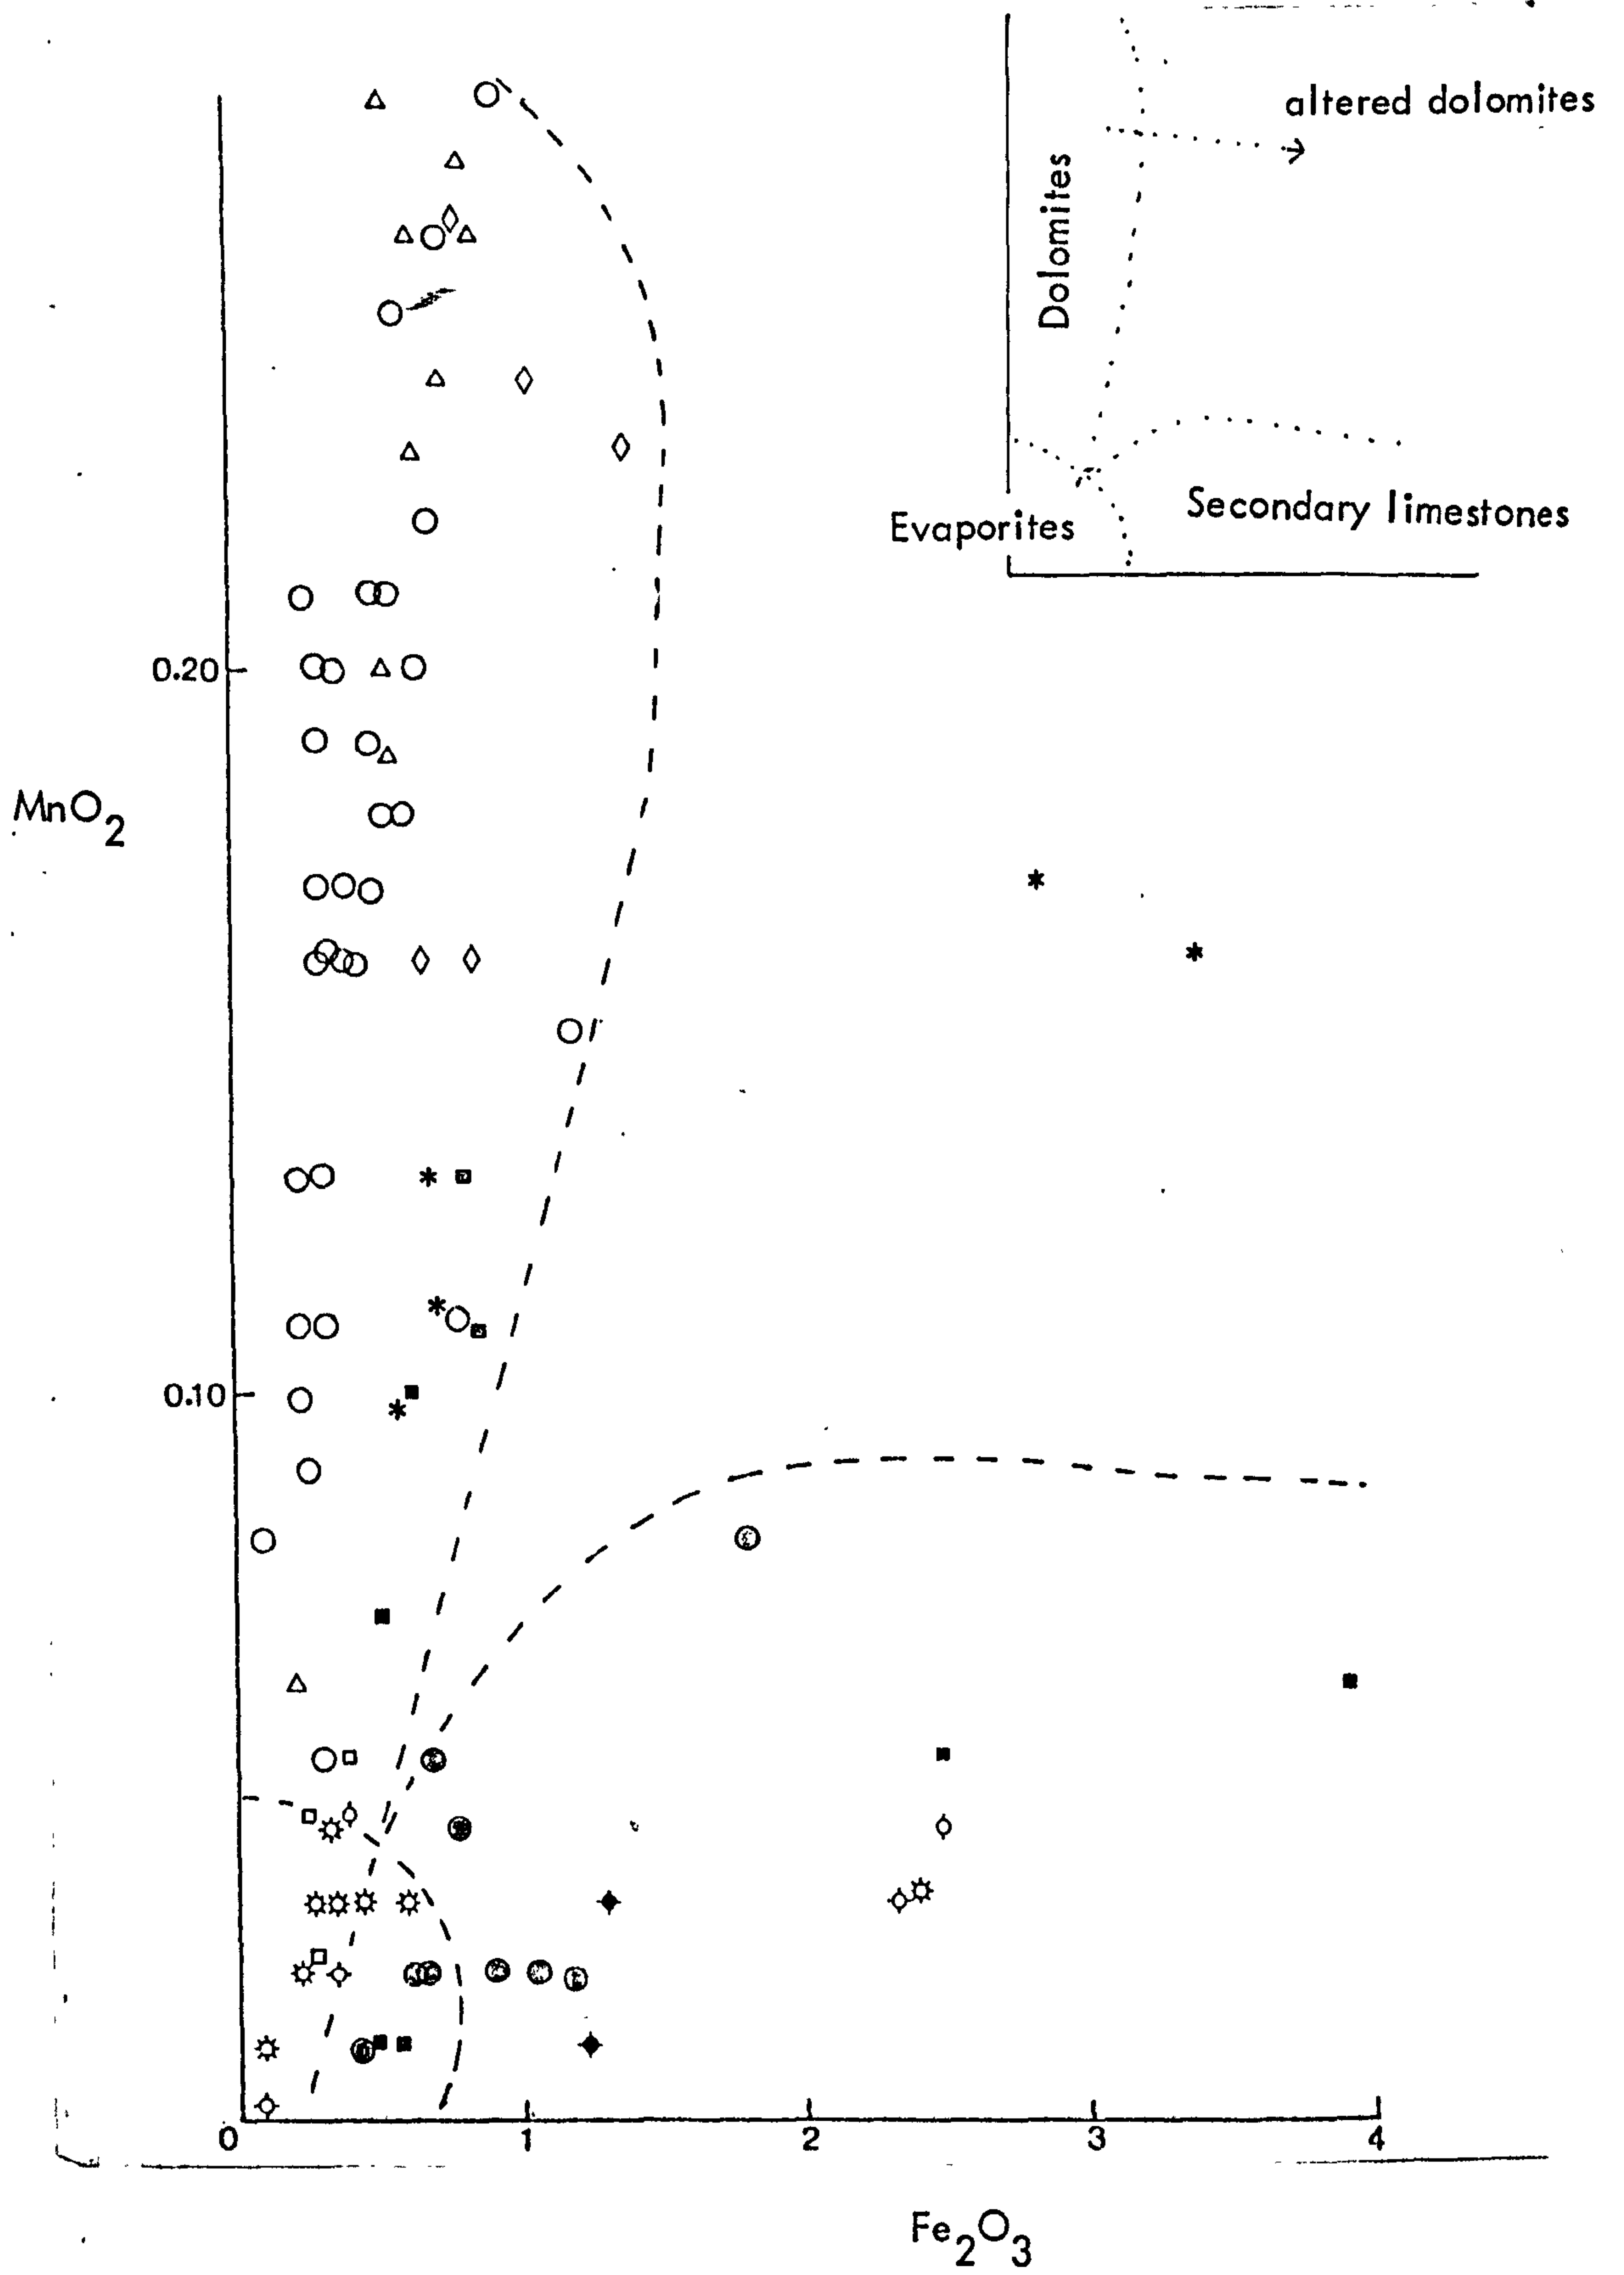 altered dolomites
Dolomites
Evaporites
Secondary limestones
0.20
MnO₂
0.10
0
1
2
3
4
Fe₂O₃